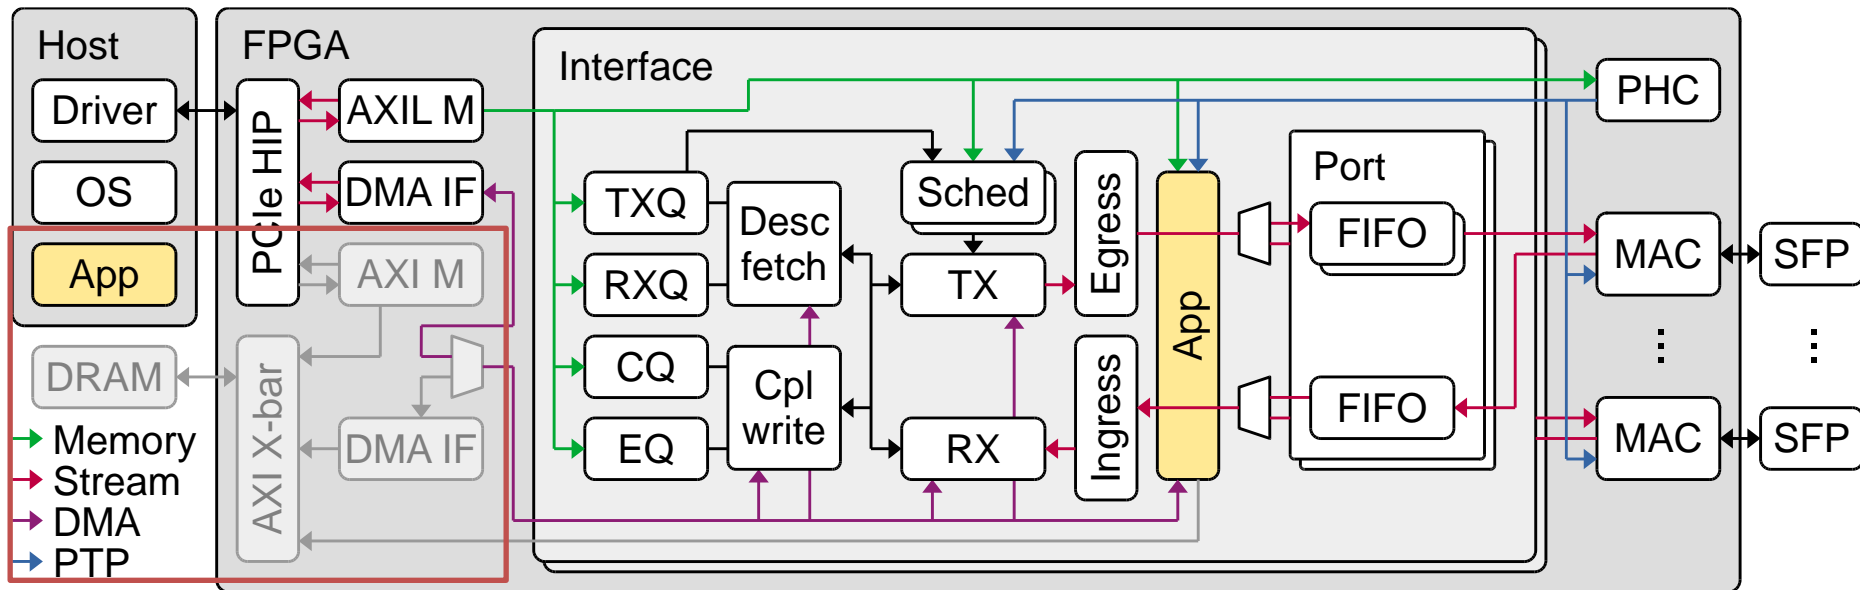 Host
Driver
OS
App
DRAM
Memory
Stream
DMA
PTP
FPGA
PCIe HIP
AXIL M
DMA IF
AXI M
AXI X-bar
DMA IF
Interface
TXQ
RXQ
CQ
EQ
Desc
fetch
Cpl
write
Sched
TX
RX
Egress
Ingress
App
Port
FIFO
FIFO
PHC
MAC
...
MAC
SFP
...
SFP